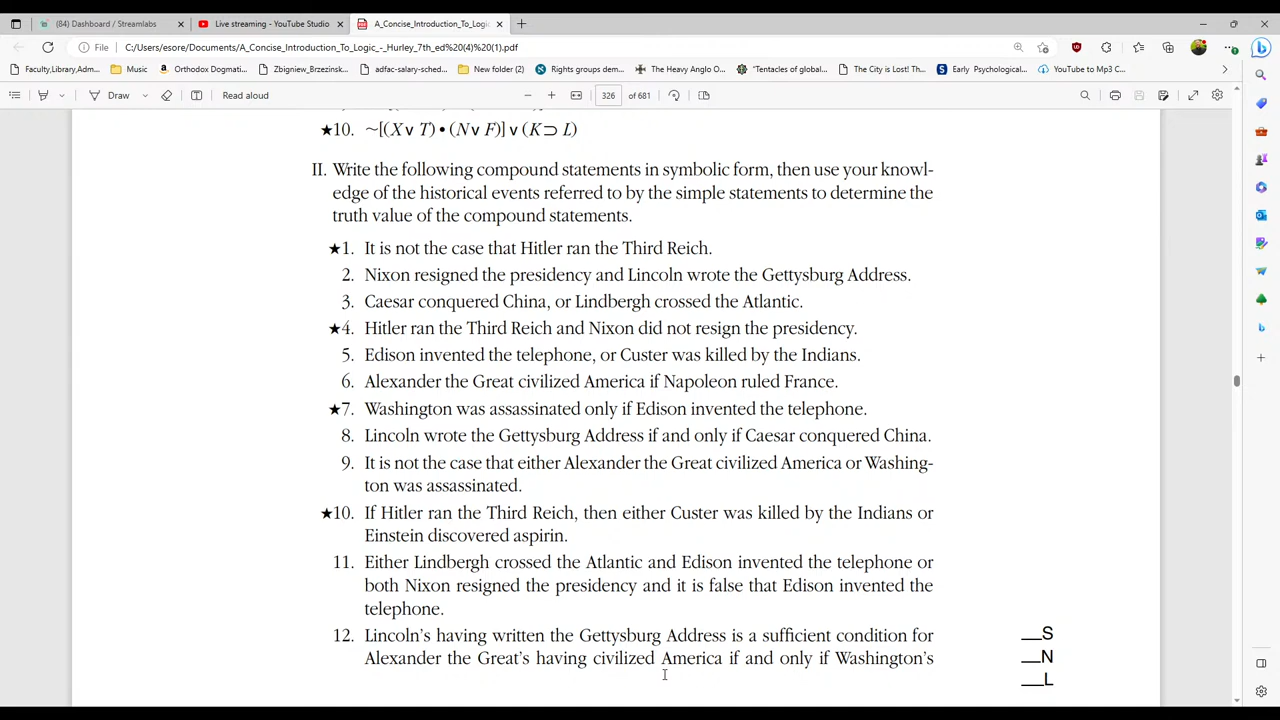 (84) Dashboard / Streamlabs
Live streaming - YouTube Studio
A_Concise_Introduction_To_Logi
File
C:/Users/esore/Documents/A_Concise_Introduction_To_Logic_-_Hurley_7th_ed%20(4)%20(1).pdf
Faculty,Library,Adm...
Music
Orthodox Dogmati...
Zbigniew_Brzezinsk...
adfac-salary-sched...
New folder (2)
Rights groups dem...
The Heavy Anglo O...
"Tentacles of global...
The City is Lost! Th...
Early Psychological...
YouTube to Mp3 C...
Draw
Read aloud
326 of 681
★10. ~[(X v T) • (N v F)] v (K ⊃ L)
II. Write the following compound statements in symbolic form, then use your knowl-
edge of the historical events referred to by the simple statements to determine the
truth value of the compound statements.
★1. It is not the case that Hitler ran the Third Reich.
2. Nixon resigned the presidency and Lincoln wrote the Gettysburg Address.
3. Caesar conquered China, or Lindbergh crossed the Atlantic.
★4. Hitler ran the Third Reich and Nixon did not resign the presidency.
5. Edison invented the telephone, or Custer was killed by the Indians.
6. Alexander the Great civilized America if Napoleon ruled France.
★7. Washington was assassinated only if Edison invented the telephone.
8. Lincoln wrote the Gettysburg Address if and only if Caesar conquered China.
9. It is not the case that either Alexander the Great civilized America or Washing-
ton was assassinated.
★10. If Hitler ran the Third Reich, then either Custer was killed by the Indians or
Einstein discovered aspirin.
11. Either Lindbergh crossed the Atlantic and Edison invented the telephone or
both Nixon resigned the presidency and it is false that Edison invented the
telephone.
12. Lincoln's having written the Gettysburg Address is a sufficient condition for
Alexander the Great's having civilized America if and only if Washington's
__S
__N
__L